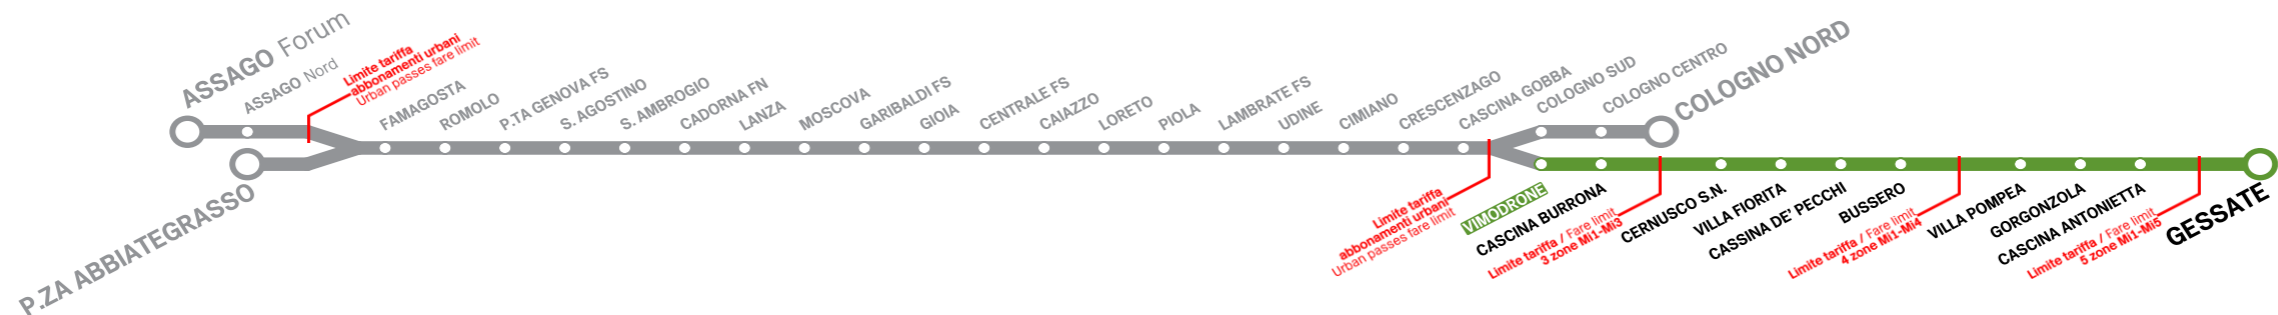 ASSAGO Forum
ASSAGO Nord
Limite tariffa
abbonamenti urbani
Urban passes fare limit
P.ZA ABBIATEGRASSO
FAMAGOSTA
ROMOLO
P.TA GENOVA FS
S. AGOSTINO
S. AMBROGIO
CADORNA FN
LANZA
MOSCOVA
GARIBALDI FS
GIOIA
CENTRALE FS
CAIAZZO
LORETO
PIOLA
LAMBRATE FS
UDINE
CIMIANO
CRESCENZAGO
CASCINA GOBBA
COLOGNO SUD
COLOGNO CENTRO
COLOGNO NORD
Limite tariffa
abbonamenti urbani
Urban passes fare limit
VIMODRONE
CASCINA BURRONA
Limite tariffa / Fare limit
3 zone Mi1-Mi3
CERNUSCO S.N.
VILLA FIORITA
CASSINA DE' PECCHI
BUSSERO
Limite tariffa / Fare limit
4 zone Mi1-Mi4
VILLA POMPEA
GORGONZOLA
CASCINA ANTONIETTA
Limite tariffa / Fare limit
5 zone Mi1-Mi5
GESSATE